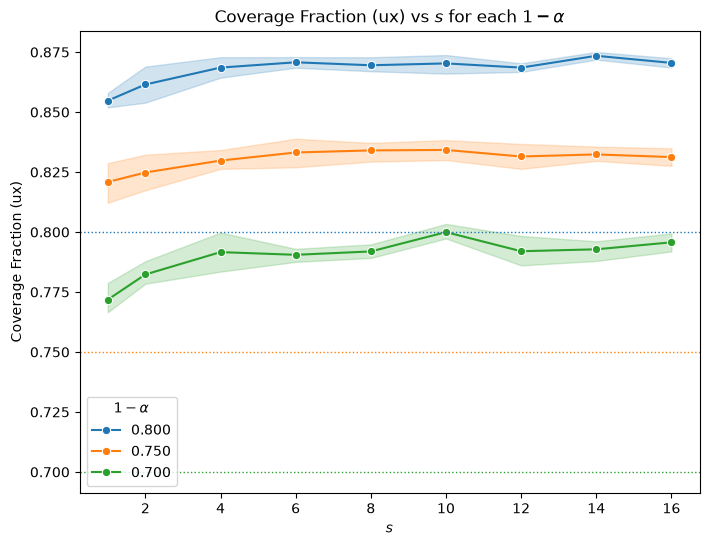 Coverage Fraction (ux) vs s for each 1 − α
Coverage Fraction (ux)
0.875
0.850
0.825
0.800
0.775
0.750
0.725
0.700
1 − α
0.800
0.750
0.700
2 4 6 8 10 12 14 16
s